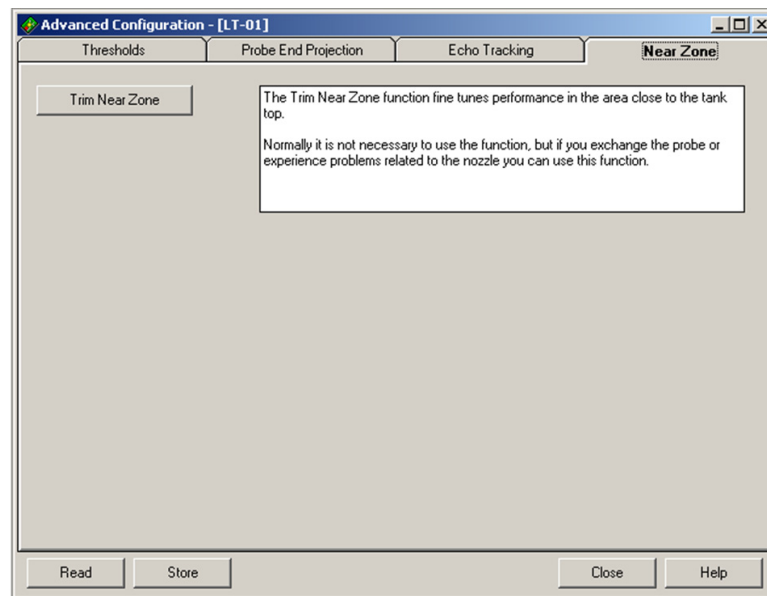 Advanced Configuration - [LT-01]
Thresholds
Probe End Projection
Echo Tracking
Near Zone
Trim Near Zone
The Trim Near Zone function fine tunes performance in the area close to the tank
top.
Normally it is not necessary to use the function, but if you exchange the probe or
experience problems related to the nozzle you can use this function.
Read
Store
Close
Help